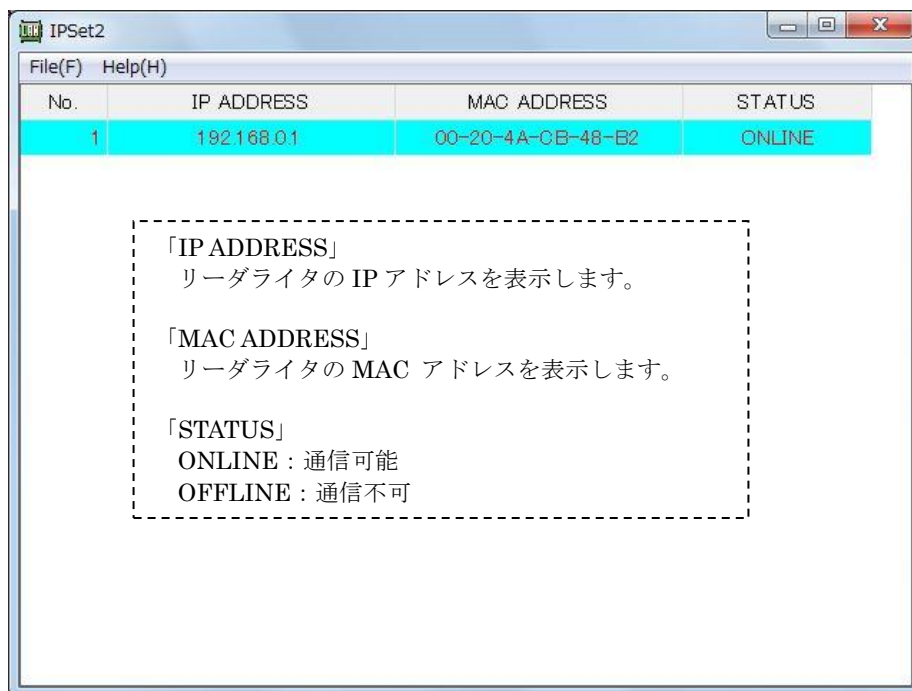 IPSet2
File(F) Help(H)
No. IP ADDRESS MAC ADDRESS STATUS
1 192.168.0.1 00-20-4A-CB-48-B2 ONLINE
「IP ADDRESS」
リーダライタの IP アドレスを表示します。
「MAC ADDRESS」
リーダライタの MAC アドレスを表示します。
「STATUS」
ONLINE：通信可能
OFFLINE：通信不可